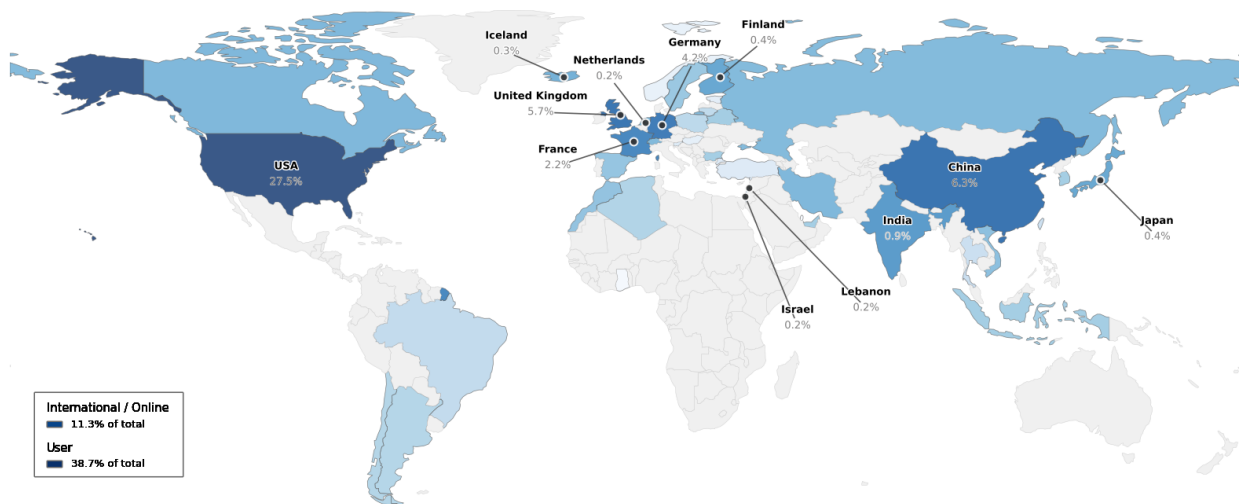 Finland
0.4%
Iceland
0.3%
Germany
4.2%
Netherlands
0.2%
United Kingdom
5.7%
France
2.2%
USA
27.5%
China
6.3%
India
0.9%
Japan
0.4%
Lebanon
0.2%
Israel
0.2%
International / Online
11.3% of total
User
38.7% of total